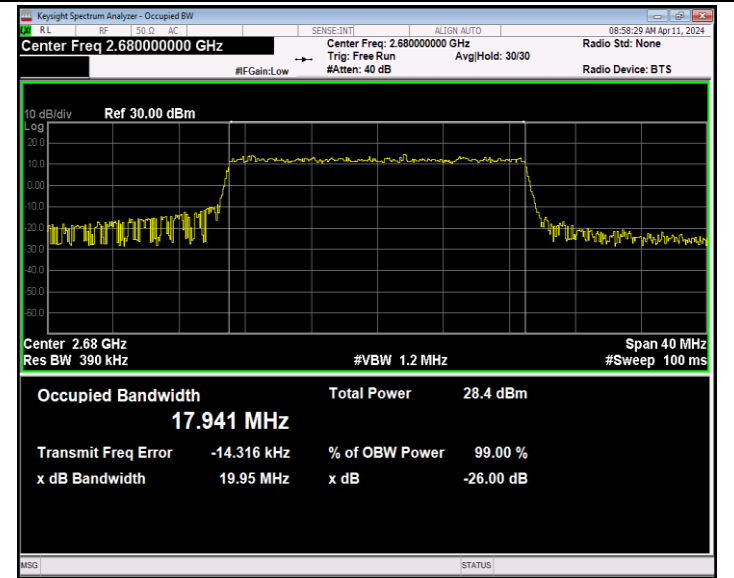 Keysight Spectrum Analyzer - Occupied BW
RL RF 50 Ω AC SENSE:INT ALIGN AUTO 08:58:29 AM Apr 11, 2024
Center Freq 2.680000000 GHz Center Freq: 2.680000000 GHz Radio Std: None
Trig: Free Run Avg|Hold: 30/30
#IFGain:Low #Atten: 40 dB Radio Device: BTS
10 dB/div Ref 30.00 dBm
Log
20.0
10.0
0.00
-10.0
-20.0
-30.0
-40.0
-50.0
-60.0
Center 2.68 GHz Span 40 MHz
Res BW 390 kHz #VBW 1.2 MHz #Sweep 100 ms
Occupied Bandwidth Total Power 28.4 dBm
17.941 MHz
Transmit Freq Error -14.316 kHz % of OBW Power 99.00 %
x dB Bandwidth 19.95 MHz x dB -26.00 dB
MSG STATUS